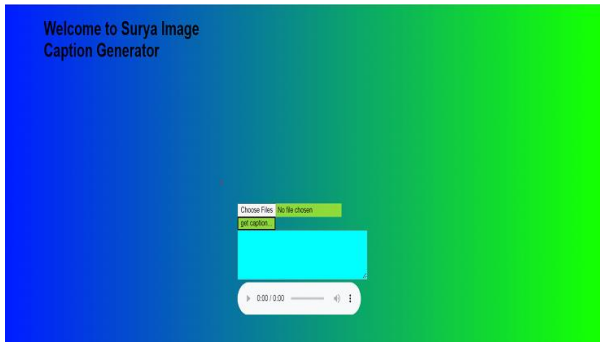 Welcome to Surya Image
Caption Generator
Choose Files No file chosen
get caption...
0:00 / 0:00